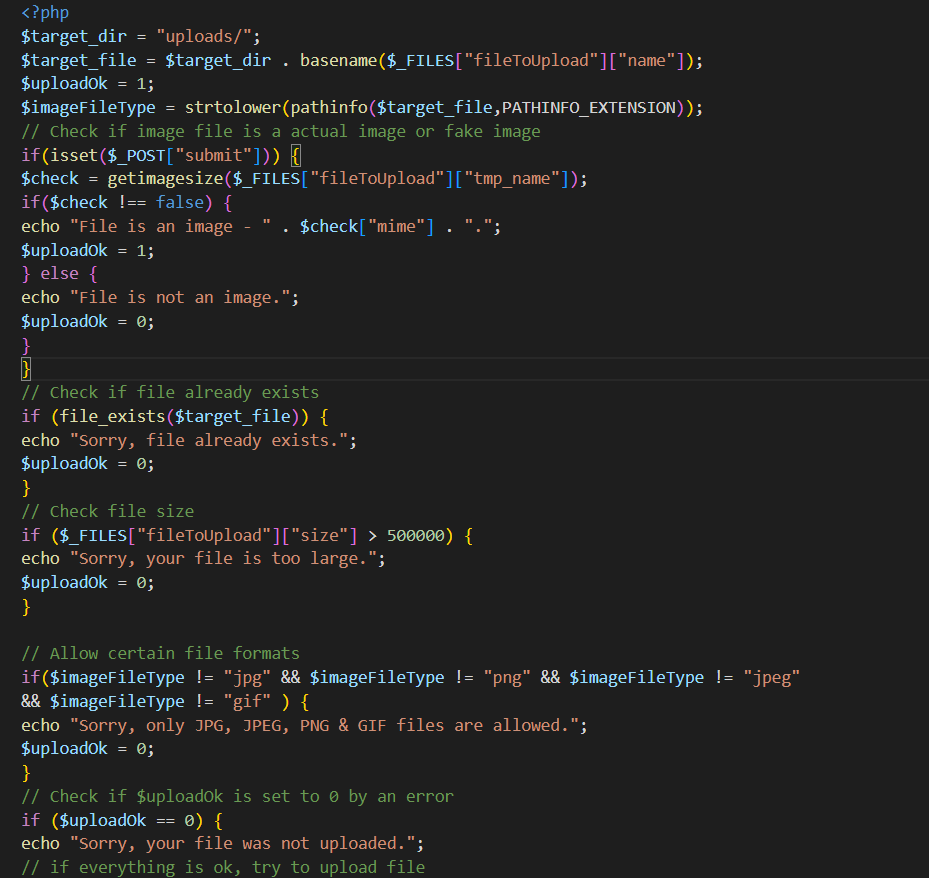 <?php
$target_dir = "uploads/";
$target_file = $target_dir . basename($_FILES["fileToUpload"]["name"]);
$uploadOk = 1;
$imageFileType = strtolower(pathinfo($target_file,PATHINFO_EXTENSION));
// Check if image file is a actual image or fake image
if(isset($_POST["submit"])) {
$check = getimagesize($_FILES["fileToUpload"]["tmp_name"]);
if($check !== false) {
echo "File is an image - " . $check["mime"] . ".";
$uploadOk = 1;
} else {
echo "File is not an image.";
$uploadOk = 0;
}
}
// Check if file already exists
if (file_exists($target_file)) {
echo "Sorry, file already exists.";
$uploadOk = 0;
}
// Check file size
if ($_FILES["fileToUpload"]["size"] > 500000) {
echo "Sorry, your file is too large.";
$uploadOk = 0;
}

// Allow certain file formats
if($imageFileType != "jpg" && $imageFileType != "png" && $imageFileType != "jpeg"
&& $imageFileType != "gif" ) {
echo "Sorry, only JPG, JPEG, PNG & GIF files are allowed.";
$uploadOk = 0;
}
// Check if $uploadOk is set to 0 by an error
if ($uploadOk == 0) {
echo "Sorry, your file was not uploaded.";
// if everything is ok, try to upload file